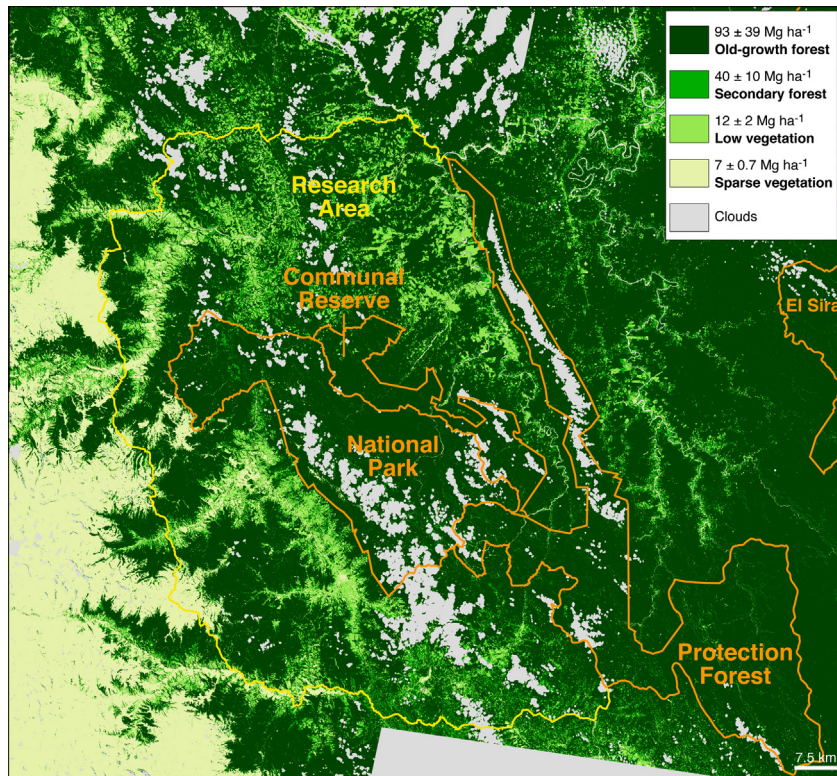 93 ± 39 Mg ha⁻¹
Old-growth forest
40 ± 10 Mg ha⁻¹
Secondary forest
12 ± 2 Mg ha⁻¹
Low vegetation
7 ± 0.7 Mg ha⁻¹
Sparse vegetation
Clouds
Research
Area
Communal
Reserve
El Sira
National
Park
Protection
Forest
7.5 km